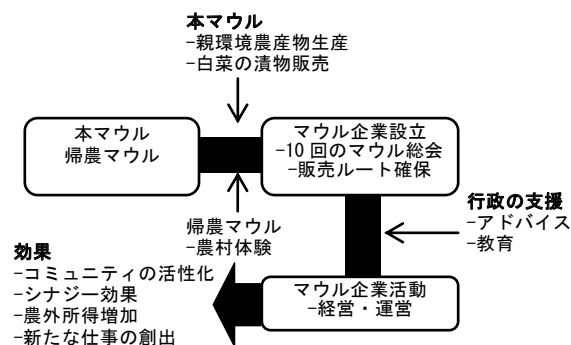 本マウル
-親環境農産物生産
-白菜の漬物販売
本マウル
帰農マウル
マウル企業設立
-10回のマウル総会
-販売ルート確保
行政の支援
-アドバイス
-教育
帰農マウル
-農村体験
効果
-コミュニティの活性化
-シナジー効果
-農外所得増加
-新たな仕事の創出
マウル企業活動
-経営・運営